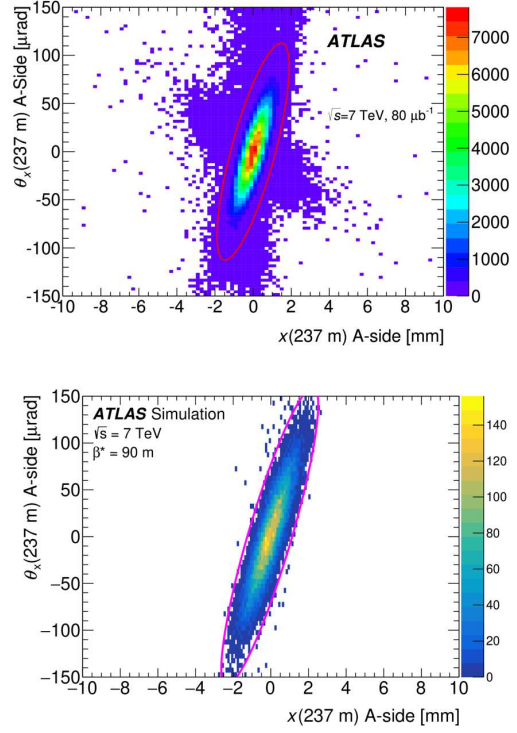 θx(237 m) A-Side [μrad]
150
100
50
0
-50
-100
-150
ATLAS
√s=7 TeV, 80 μb⁻¹
7000
6000
5000
4000
3000
2000
1000
0
-10 -8 -6 -4 -2 0 2 4 6 8 10
x(237 m) A-side [mm]
θx(237 m) A-side [μrad]
150
100
50
0
−50
−100
−150
ATLAS Simulation
√s = 7 TeV
β* = 90 m
140
120
100
80
60
40
20
0
−10 −8 −6 −4 −2 0 2 4 6 8 10
x(237 m) A-side [mm]